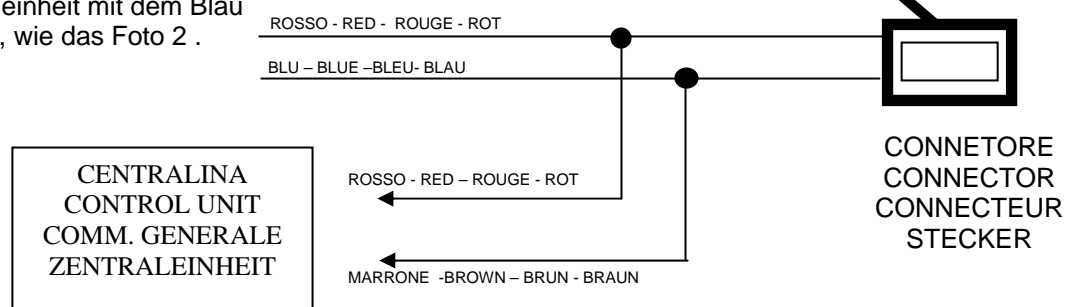 einheit mit dem Blau
, wie das Foto 2 .
ROSSO - RED - ROUGE - ROT
BLU – BLUE –BLEU- BLAU
CENTRALINA
CONTROL UNIT
COMM. GENERALE
ZENTRALEINHEIT
ROSSO - RED – ROUGE - ROT
MARRONE -BROWN – BRUN - BRAUN
CONNETORE
CONNECTOR
CONNECTEUR
STECKER